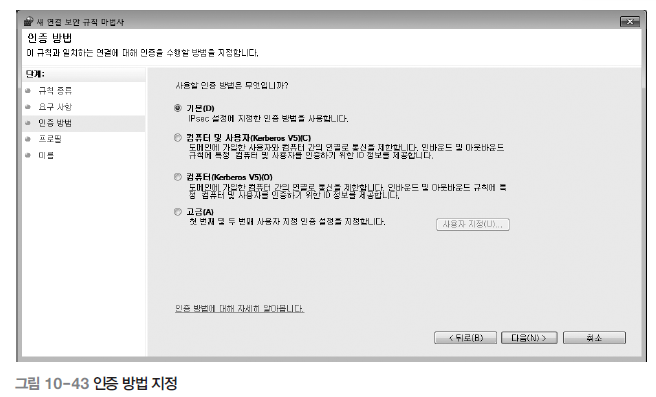 새 연결 보안 규칙 마법사
인증 방법
이 규칙과 일치하는 연결에 대해 인증을 수행할 방법을 지정합니다.
단계:
규칙 종류
요구 사항
인증 방법
프로필
이름
사용할 인증 방법은 무엇입니까?
기본(D)
IPsec 설정에 지정한 인증 방법을 사용합니다.
컴퓨터 및 사용자(Kerberos V5)(C)
도메인에 가입한 사용자와 컴퓨터 간의 연결로 통신을 제한합니다. 인바운드 및 아웃바운드
규칙에 특정 컴퓨터 및 사용자를 인증하기 위한 ID 정보를 제공합니다.
컴퓨터(Kerberos V5)(O)
도메인에 가입한 컴퓨터 간의 연결로 통신을 제한합니다. 인바운드 및 아웃바운드 규칙에 특
정 컴퓨터 및 사용자를 인증하기 위한 ID 정보를 제공합니다.
고급(A)
첫 번째 및 두 번째 사용자 지정 인증 설정을 지정합니다.
사용자 지정(U)...
인증 방법에 대해 자세히 알아봅니다.
< 뒤로(B) 다음(N) > 취소
그림 10-43 인증 방법 지정